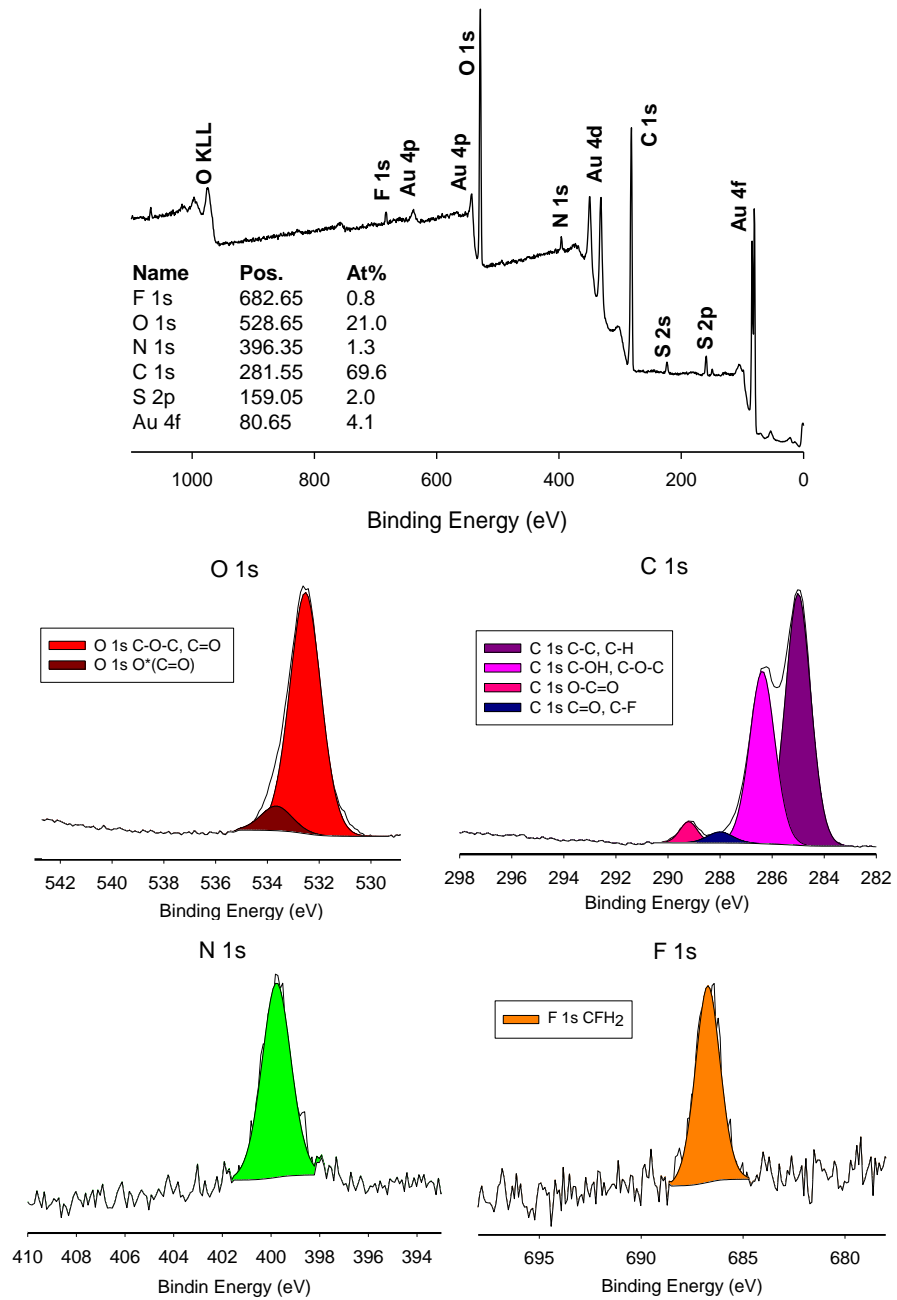 O KLL
F 1s
Au 4p
Au 4p
O 1s
N 1s
Au 4d
C 1s
S 2s
S 2p
Au 4f
Name Pos. At%
F 1s 682.65 0.8
O 1s 528.65 21.0
N 1s 396.35 1.3
C 1s 281.55 69.6
S 2p 159.05 2.0
Au 4f 80.65 4.1
1000 800 600 400 200 0
Binding Energy (eV)
O 1s
O 1s C-O-C, C=O
O 1s O*(C=O)
542 540 538 536 534 532 530
Binding Energy (eV)
C 1s
C 1s C-C, C-H
C 1s C-OH, C-O-C
C 1s O-C=O
C 1s C=O, C-F
298 296 294 292 290 288 286 284 282
Binding Energy (eV)
N 1s
410 408 406 404 402 400 398 396 394
Bindin Energy (eV)
F 1s
F 1s CFH2
695 690 685 680
Binding Energy (eV)